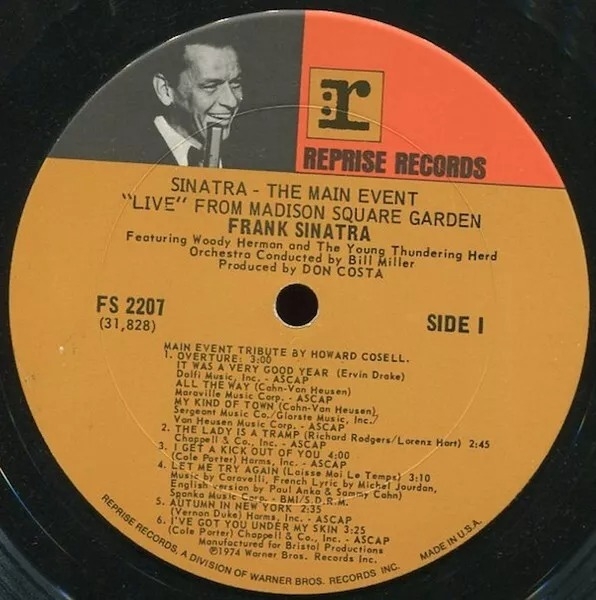 r
REPRISE RECORDS
SINATRA - THE MAIN EVENT
"LIVE" FROM MADISON SQUARE GARDEN
FRANK SINATRA
Featuring Woody Herman and The Young Thundering Herd
Orchestra Conducted by Bill Miller
Produced by DON COSTA
FS 2207
(31,828)
SIDE 1
MAIN EVENT TRIBUTE BY HOWARD COSELL.
1. OVERTURE: 3:00
IT WAS A VERY GOOD YEAR (Ervin Drake)
Dolfi Music, Inc. - ASCAP
ALL THE WAY (Cahn-Van Heusen)
Maraville Music Corp. - ASCAP
MY KIND OF TOWN (Cahn-Van Heusen)
Sergeant Music Co./Glorste Music, Inc./
Van Heusen Music Corp. - ASCAP
2. THE LADY IS A TRAMP (Richard Rodgers/Lorenz Hart) 2:45
Chappell & Co., Inc. - ASCAP
3. I GET A KICK OUT OF YOU 4:00
(Cole Porter) Harms, Inc. - ASCAP
4. LET ME TRY AGAIN (Laisse Moi Le Temps) 3:10
Music by Caravelli, French Lyric by Michel Jourdan,
English version by Paul Anka & Sammy Cahn)
Spanka Music Corp. - BMI/S.D.R.M.
5. AUTUMN IN NEW YORK 2:35
(Vernon Duke) Harms, Inc. - ASCAP
6. I'VE GOT YOU UNDER MY SKIN 3:25
(Cole Porter) Chappell & Co., Inc. - ASCAP
Manufactured for Bristol Productions
℗1974 Warner Bros. Records Inc.
REPRISE RECORDS, A DIVISION OF WARNER BROS. RECORDS INC.
MADE IN U.S.A.